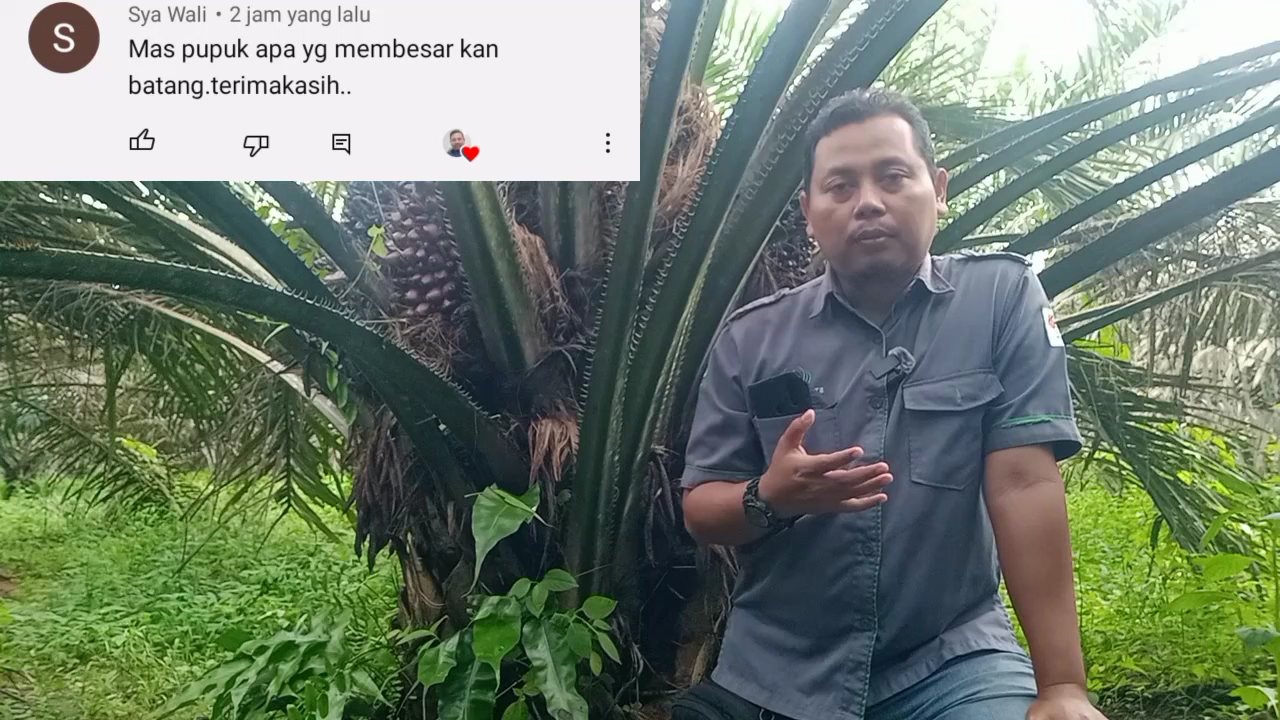 S
Sya Wali • 2 jam yang lalu
Mas pupuk apa yg membesar kan
batang.terimakasih..